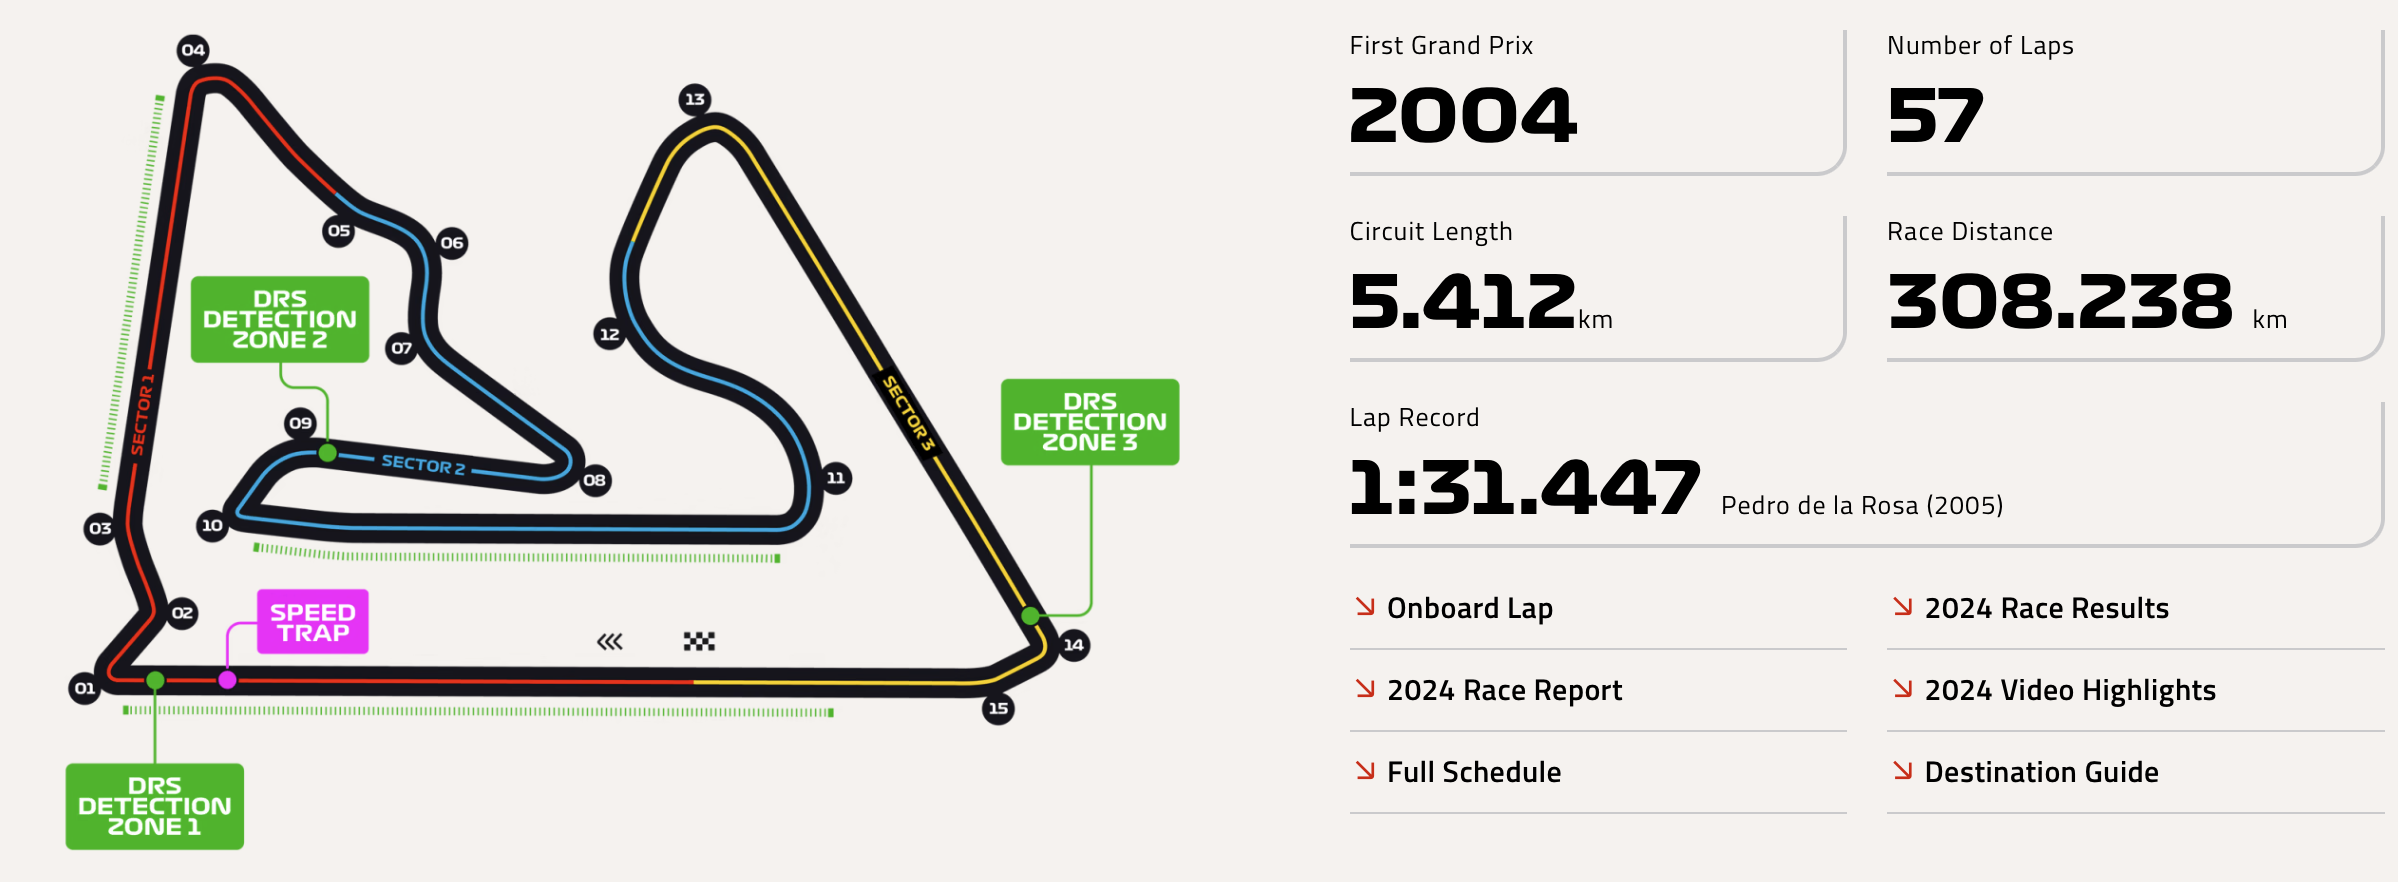 04
13
05
06
DRS
DETECTION
ZONE 2
12
07
SECTOR 1
SECTOR 3
DRS
DETECTION
ZONE 3
09
SECTOR 2
08
11
03
10
02
SPEED
TRAP
14
01
15
DRS
DETECTION
ZONE 1
First Grand Prix
2004
Number of Laps
57
Circuit Length
5.412km
Race Distance
308.238 km
Lap Record
1:31.447 Pedro de la Rosa (2005)
Onboard Lap
2024 Race Results
2024 Race Report
2024 Video Highlights
Full Schedule
Destination Guide